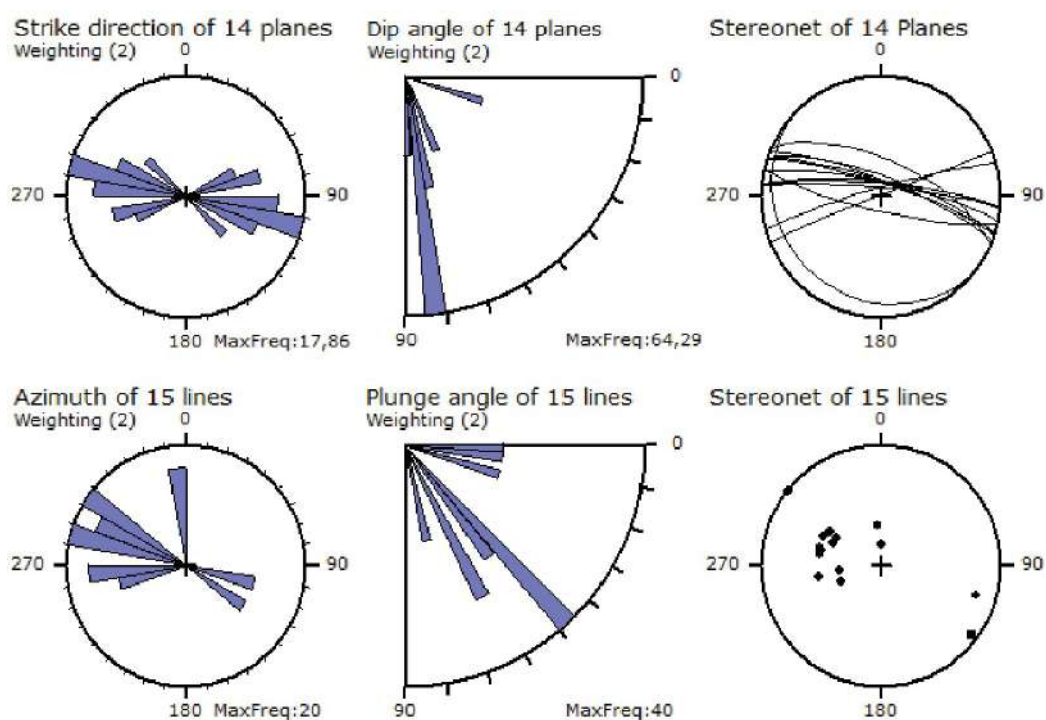 Strike direction of 14 planes
Weighting (2)
0
270
90
180
MaxFreq:17,86
Dip angle of 14 planes
Weighting (2)
0
90
MaxFreq:64,29
Stereonet of 14 Planes
0
270
90
180
Azimuth of 15 lines
Weighting (2)
0
270
90
180
MaxFreq:20
Plunge angle of 15 lines
Weighting (2)
0
90
MaxFreq:40
Stereonet of 15 lines
0
270
90
180